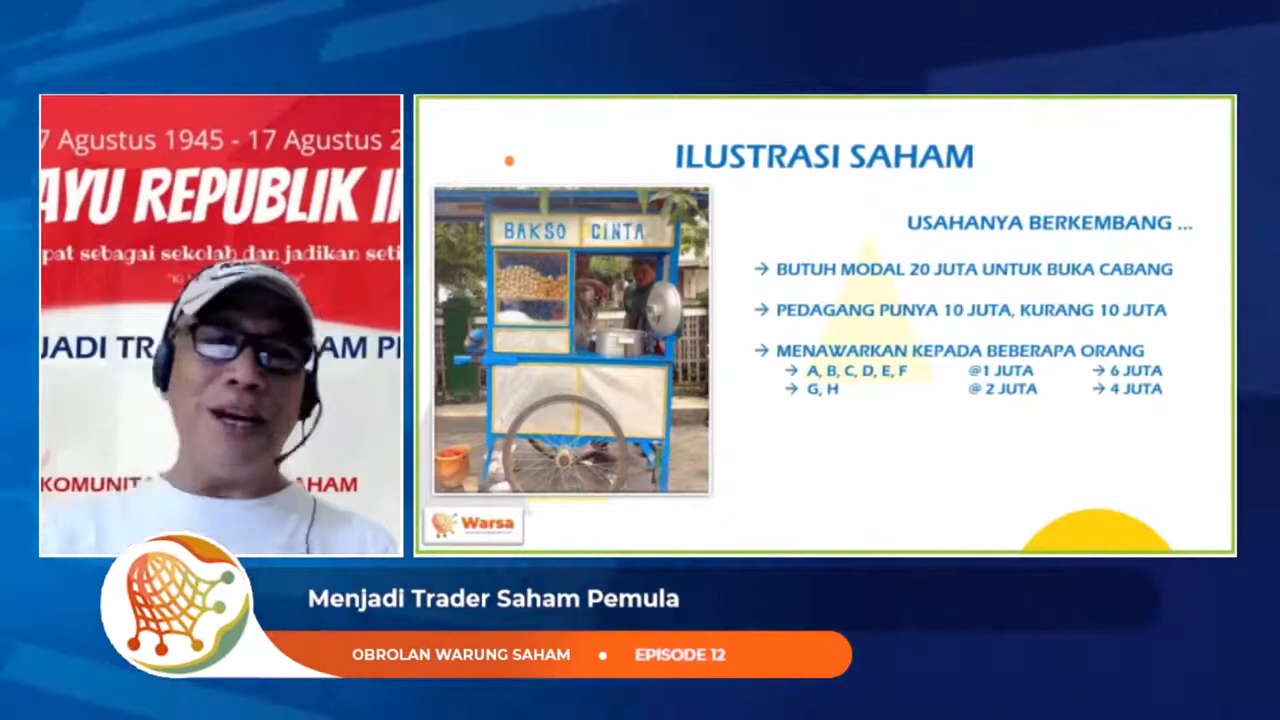 7 Agustus 1945 - 17 Agustus 2
AYU REPUBLIK I
pat sebagai sekolah dan jadikan seti
JADI TR
AM P
KOMUNIT
AHAM
ILUSTRASI SAHAM
BAKSO CINTA
USAHANYA BERKEMBANG ...
→ BUTUH MODAL 20 JUTA UNTUK BUKA CABANG
→ PEDAGANG PUNYA 10 JUTA, KURANG 10 JUTA
→ MENAWARKAN KEPADA BEBERAPA ORANG
→ A, B, C, D, E, F @1 JUTA → 6 JUTA
→ G, H @ 2 JUTA → 4 JUTA
Warsa
Menjadi Trader Saham Pemula
OBROLAN WARUNG SAHAM • EPISODE 12